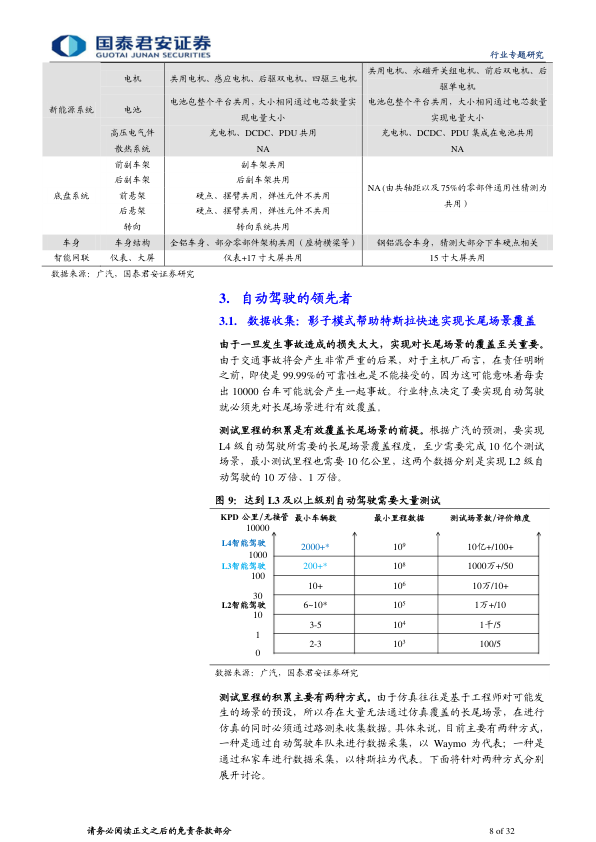 国泰君安证券
GUOTAI JUNAN SECURITIES
行业专题研究
新能源系统
电机
共用电机、感应电机、后驱双电机、四驱三电机
共用电机、永磁开关组电机、前后双电机、后
驱单电机
电池
电池包整个平台共用，大小相同通过电芯数量实
现电量大小
电池包整个平台共用，大小相同通过电芯数量
实现电量大小
高压电气件
充电机、DCDC、PDU 共用
充电机、DCDC、PDU 集成在电池共用
散热系统
NA
NA
底盘系统
前副车架
副车架共用
后副车架
后副车架共用
前悬架
硬点、摆臂共用，弹性元件不共用
后悬架
硬点、摆臂共用，弹性元件不共用
转向
转向系统共用
NA (由共轴距以及 75%的零部件通用性猜测为
共用）
车身
车身结构
全铝车身、部分零部件架构共用（座椅横梁等）
钢铝混合车身，猜测大部分下车硬点相关
智能网联
仪表、大屏
仪表+17 寸大屏共用
15 寸大屏共用
数据来源：广汽，国泰君安证券研究
3. 自动驾驶的领先者
3.1. 数据收集：影子模式帮助特斯拉快速实现长尾场景覆盖
由于一旦发生事故造成的损失太大，实现对长尾场景的覆盖至关重要。
由于交通事故将会产生非常严重的后果，对于主机厂而言，在责任明晰
之前，即使是 99.99%的可靠性也是不能接受的，因为这可能意味着每卖
出 10000 台车可能就会产生一起事故。行业特点决定了要实现自动驾驶
就必须先对长尾场景进行有效覆盖。
测试里程的积累是有效覆盖长尾场景的前提。根据广汽的预测，要实现
L4 级自动驾驶所需要的长尾场景覆盖程度，至少需要完成 10 亿个测试
场景，最小测试里程也需要 10 亿公里，这两个数据分别是实现 L2 级自
动驾驶的 10 万倍、1 万倍。
图 9：达到 L3 及以上级别自动驾驶需要大量测试
KPD 公里/无接管 最小车辆数 最小里程数据 测试场景数/评价维度
10000
L4智能驾驶 2000+* 10⁹ 10亿+/100+
1000
L3智能驾驶 200+* 10⁸ 1000万+/50
100
10+ 10⁶ 10万/10+
30
L2智能驾驶 6~10* 10⁵ 1万+/10
10
3-5 10⁴ 1千/5
1
2-3 10³ 100/5
0
数据来源：广汽，国泰君安证券研究
测试里程的积累主要有两种方式。由于仿真往往是基于工程师对可能发
生的场景的预设，所以存在大量无法通过仿真覆盖的长尾场景，在进行
仿真的同时必须通过路测来收集数据。具体来说，目前主要有两种方式，
一种是通过自动驾驶车队来进行数据采集，以 Waymo 为代表；一种是
通过私家车进行数据采集，以特斯拉为代表。下面将针对两种方式分别
展开讨论。
请务必阅读正文之后的免责条款部分
8 of 32